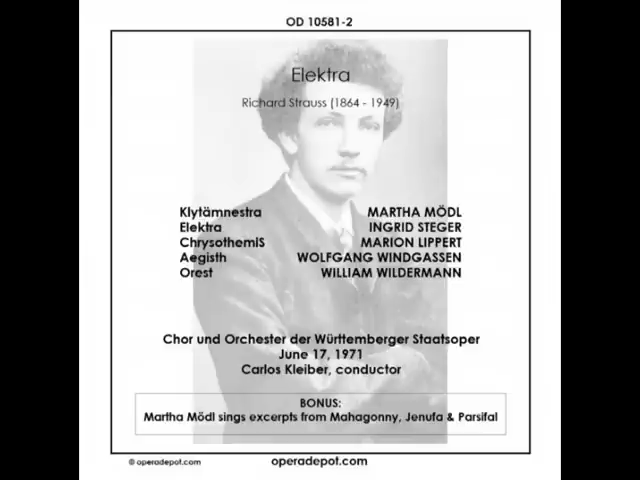 OD 10581-2
Elektra
Richard Strauss (1864 - 1949)
Klytämnestra MARTHA MÖDL
Elektra INGRID STEGER
ChrysothemiS MARION LIPPERT
Aegisth WOLFGANG WINDGASSEN
Orest WILLIAM WILDERMANN
Chor und Orchester der Württemberger Staatsoper
June 17, 1971
Carlos Kleiber, conductor
BONUS:
Martha Mödl sings excerpts from Mahagonny, Jenufa & Parsifal
© operadepot.com operadepot.com